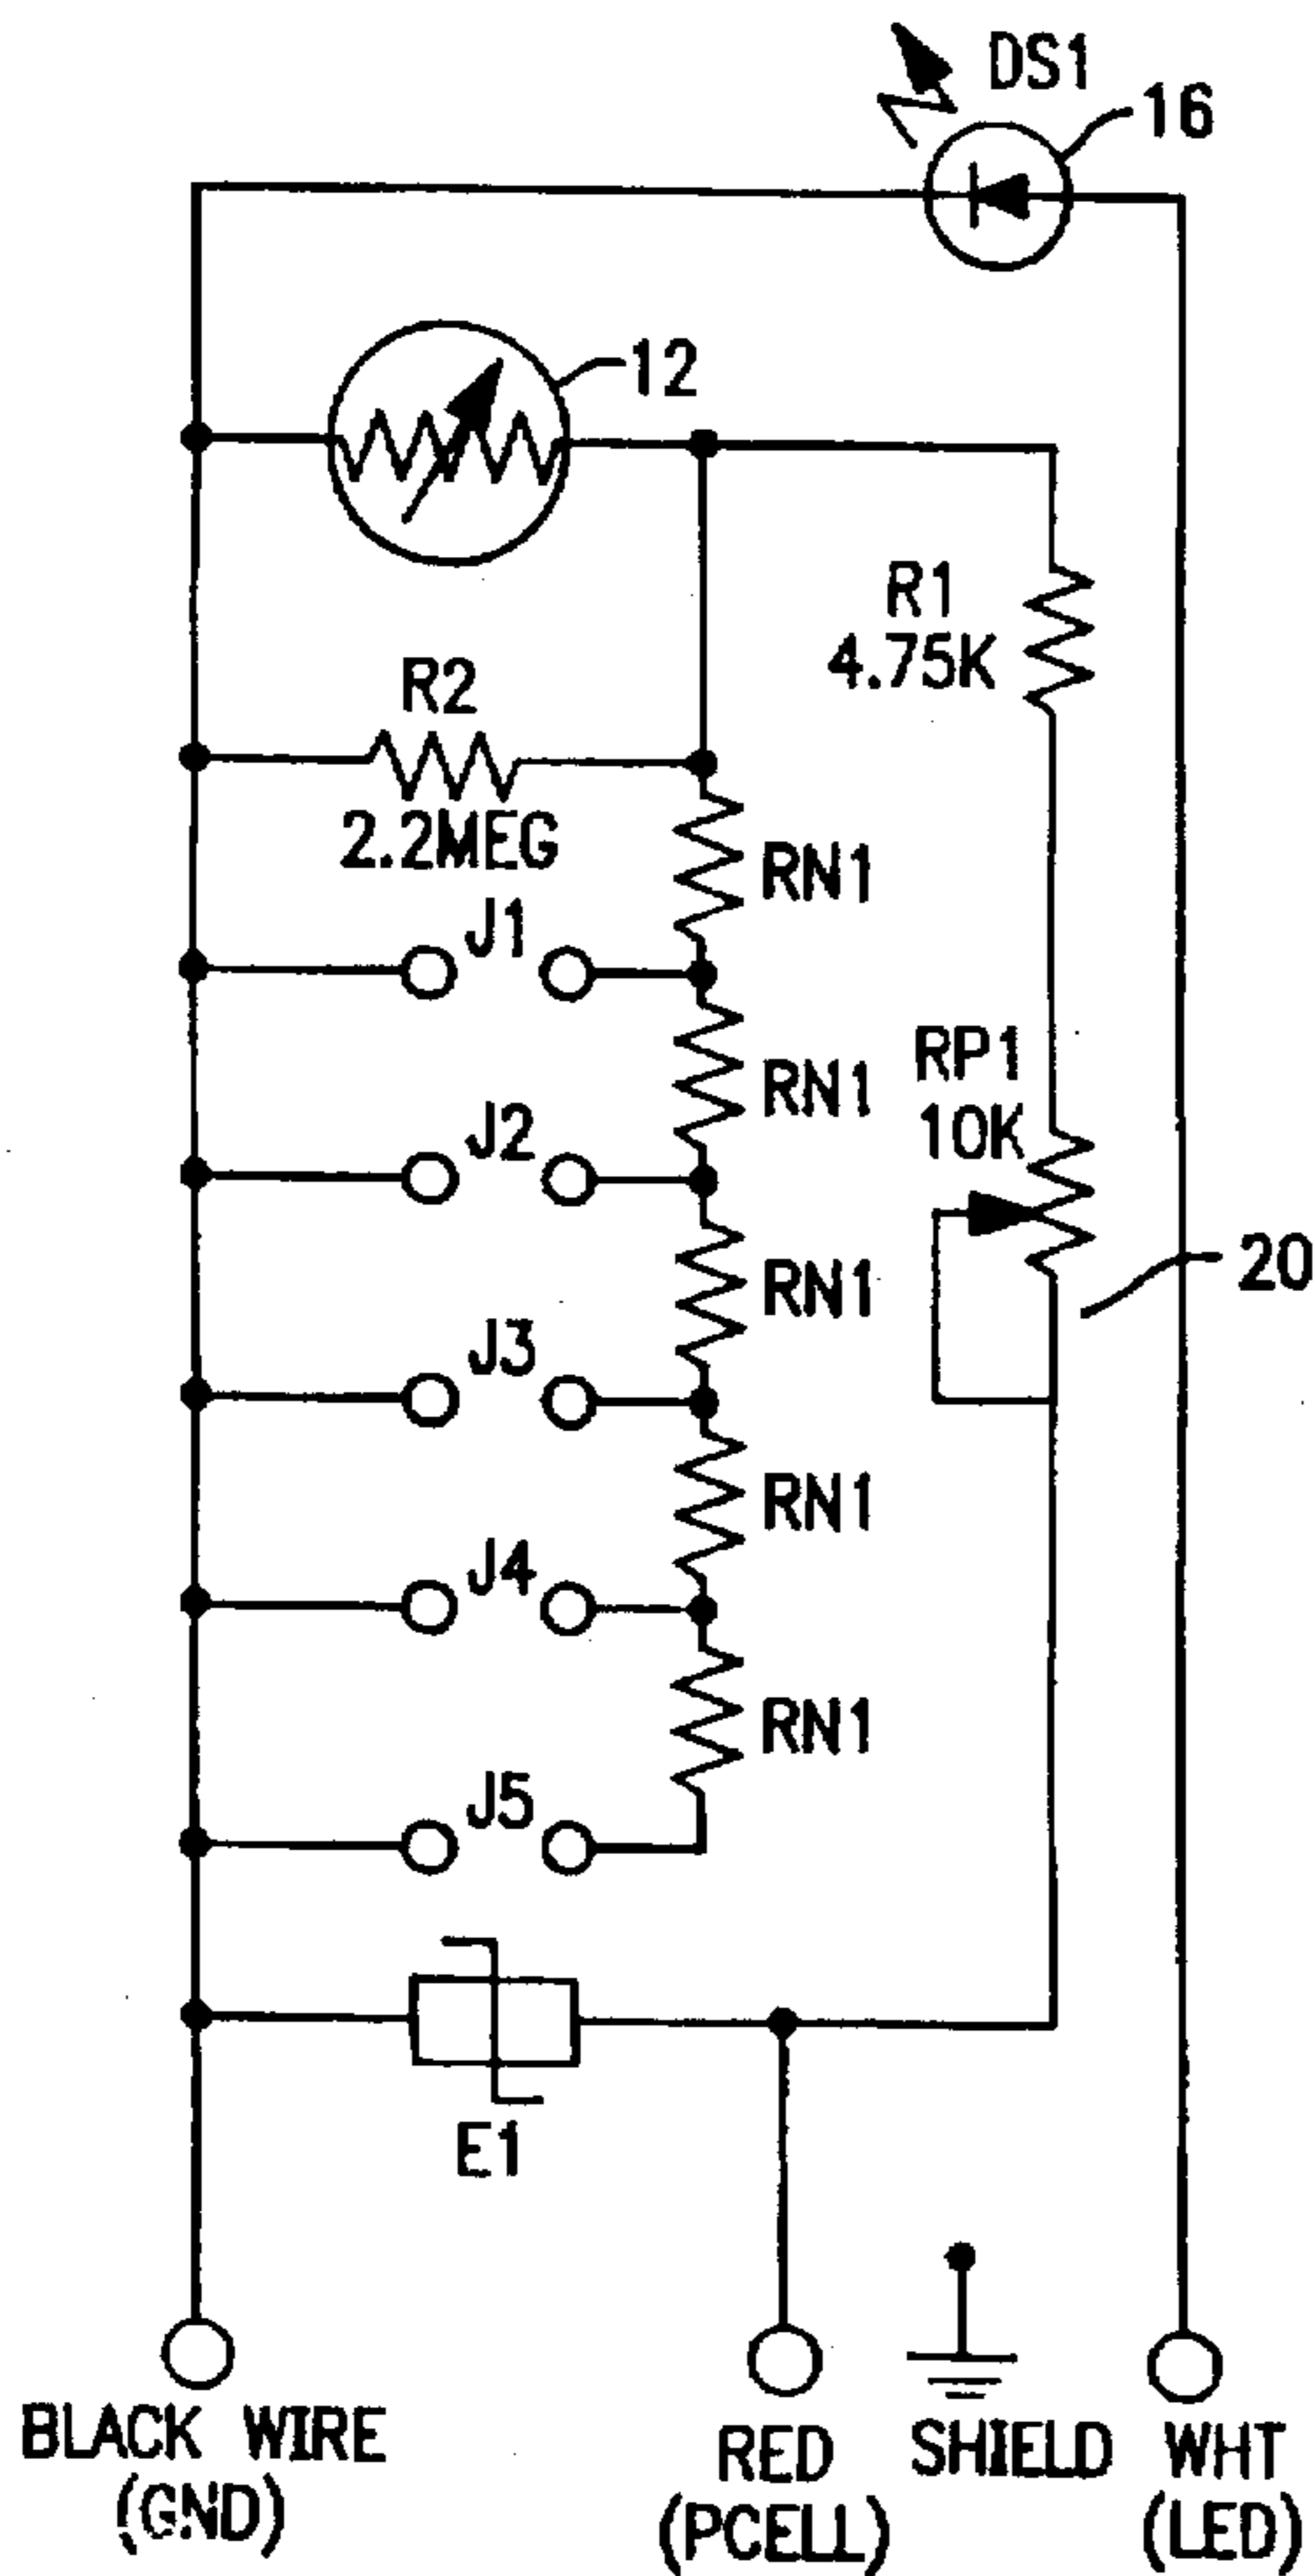 DS1
16
12
R1
4.75K
R2
2.2MEG
RN1
J1
RN1
RP1
10K
J2
20
RN1
J3
RN1
J4
RN1
J5
E1
BLACK WIRE
(GND)
RED
(PCELL)
SHIELD
WHT
(LED)